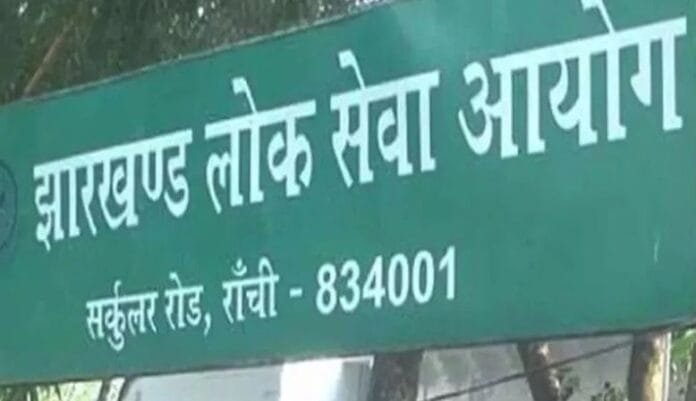 झारखण्ड लोक सेवा आयोग
सर्कुलर रोड, राँची - 834001